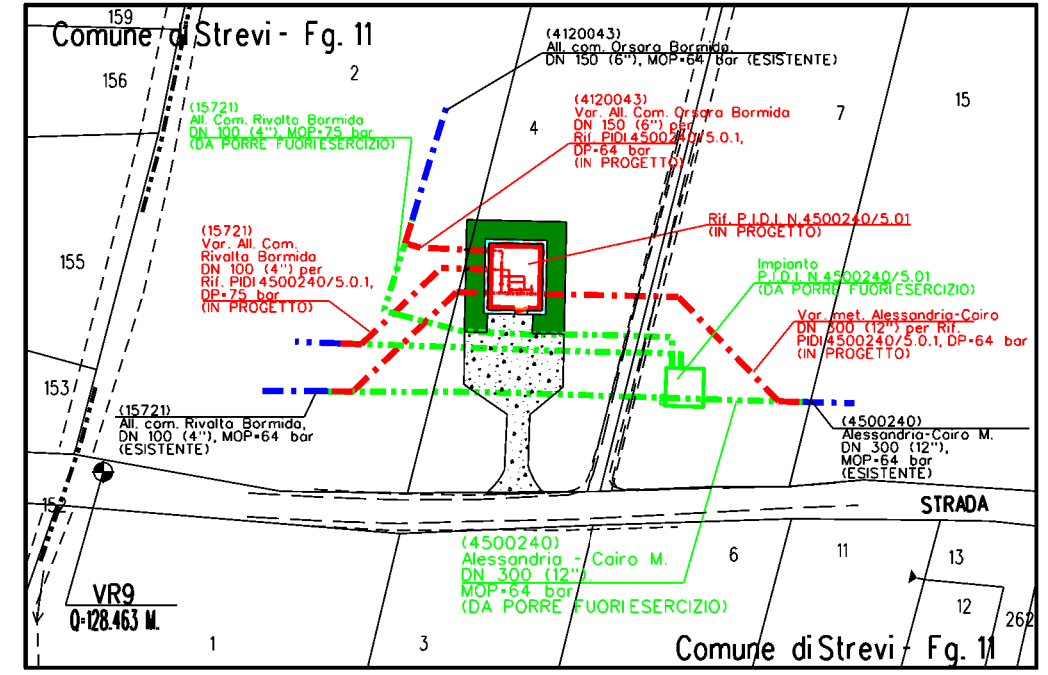 159
Comune di Strevi - Fg. 11
156
2
(4120043)
All. com. Orsara Bormida,
DN 150 (6"), MOP=64 bar (ESISTENTE)
(15721)
All. Com. Rivalta Bormida
DN 100 (4"), MOP=75 bar
(DA PORRE FUORI ESERCIZIO)
(4120043)
Var. All. Com. Orsara Bormida
DN 150 (6") per
Rif. PIDI 4500240/5.0.1,
DP=64 bar
(IN PROGETTO)
4
7
15
(15721)
Var. All. Com.
Rivalta Bormida
DN 100 (4") per
Rif. PIDI 4500240/5.0.1,
DP=75 bar
(IN PROGETTO)
155
Rif. P.I.D.I. N.4500240/5.01
(IN PROGETTO)
Impianto
P.I.D.I. N.4500240/5.01
(DA PORRE FUORI ESERCIZIO)
Var. met. Alessandria-Cairo
DN 300 (12") per Rif.
PIDI 4500240/5.0.1, DP=64 bar
(IN PROGETTO)
153
(15721)
All. com. Rivalta Bormida,
DN 100 (4"), MOP=64 bar
(ESISTENTE)
(4500240)
Alessandria-Cairo M.
DN 300 (12"),
MOP=64 bar
(ESISTENTE)
STRADA
(4500240)
Alessandria - Cairo M.
DN 300 (12"),
MOP=64 bar
(DA PORRE FUORI ESERCIZIO)
6
11
13
12
262
VR9
Q=128.463 M.
1
3
Comune di Strevi - Fg. 11